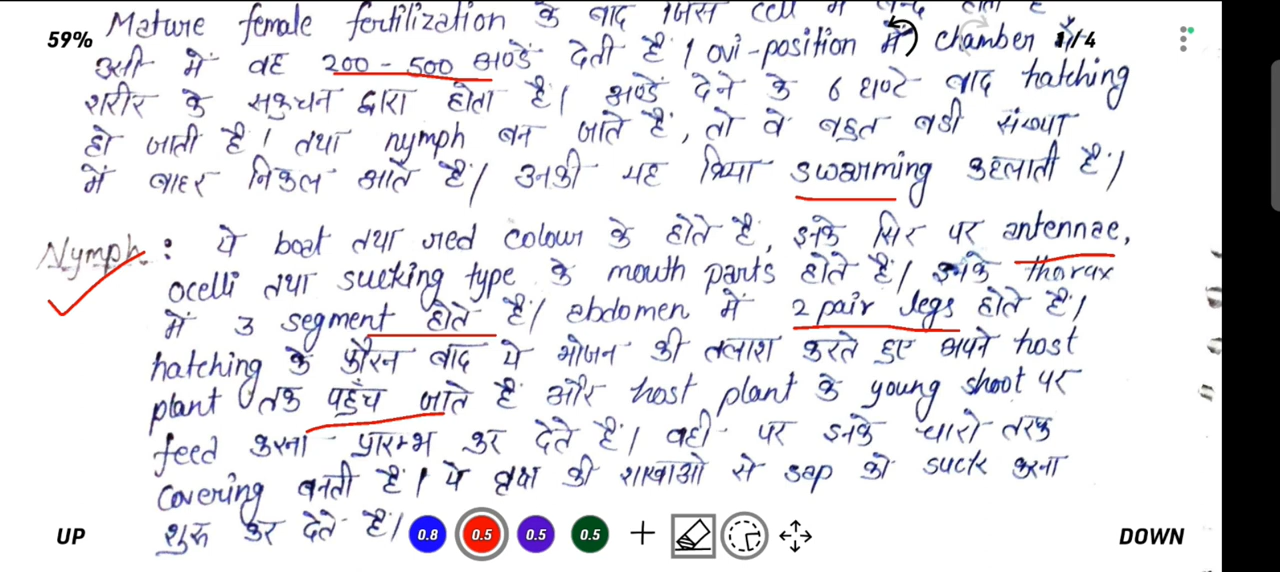 Mature female fertilization के बाद जिस cell में बन्द होती है
59%
उसी में वह 200 - 500 अण्डें देती है। ovi-position में chamber में
1/4
शरीर के सकुचन द्वारा होता है। अण्डें देने के 6 घण्टे बाद hatching
हो जाती है। तथा nymph बन जाते हैं, तो वे बहुत बडी संख्या
में बाहर निकल आते हैं। उनकी यह क्रिया swarming कहलाती है।
Nymph : ये boat तथा red colour के होते है, इनके सिर पर antennae,
ocelli तथा sucking type के mouth parts होते हैं। इनके thorax
में 3 segment होते है। abdomen में 2 pair legs होते है।
hatching के फौरन बाद ये भोजन की तलाश करते हुए अपने host
plant तक पहुँच जाते हैं और host plant के young shoot पर
feed करना प्रारम्भ कर देते हैं। वही पर इनके चारो तरफ
covering बनती हैं। ये वृक्ष की शाखाओ से sap को suck करना
शुरू कर देते हैं।
UP 0.8 0.5 0.5 0.5 DOWN